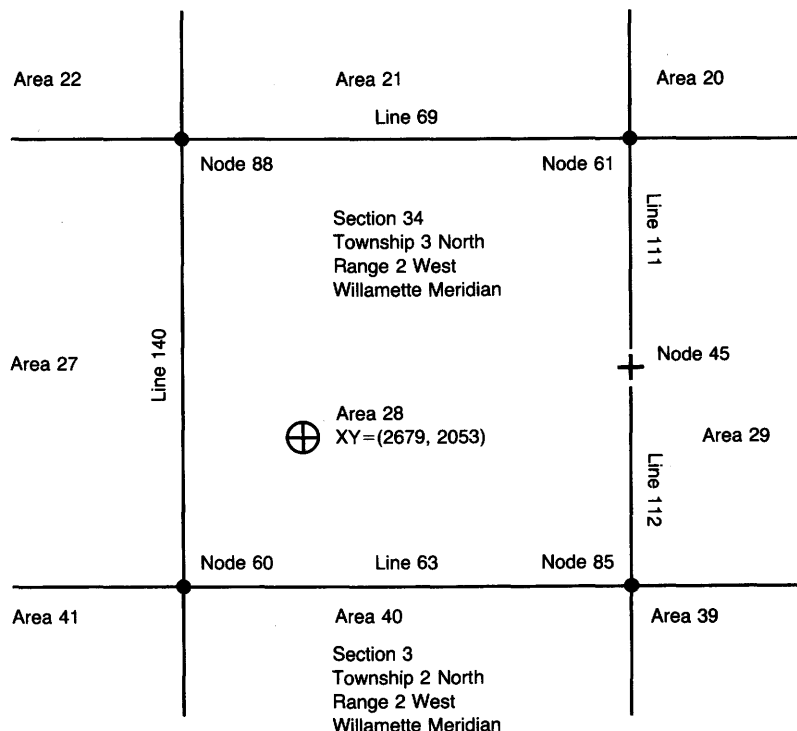 Area 22
Area 21
Area 20
Line 69
Node 88
Node 61
Section 34
Township 3 North
Range 2 West
Willamette Meridian
Line 111
Area 27
Line 140
Node 45
Area 28
XY=(2679, 2053)
Area 29
Line 112
Node 60
Line 63
Node 85
Area 41
Area 40
Area 39
Section 3
Township 2 North
Range 2 West
Willamette Meridian